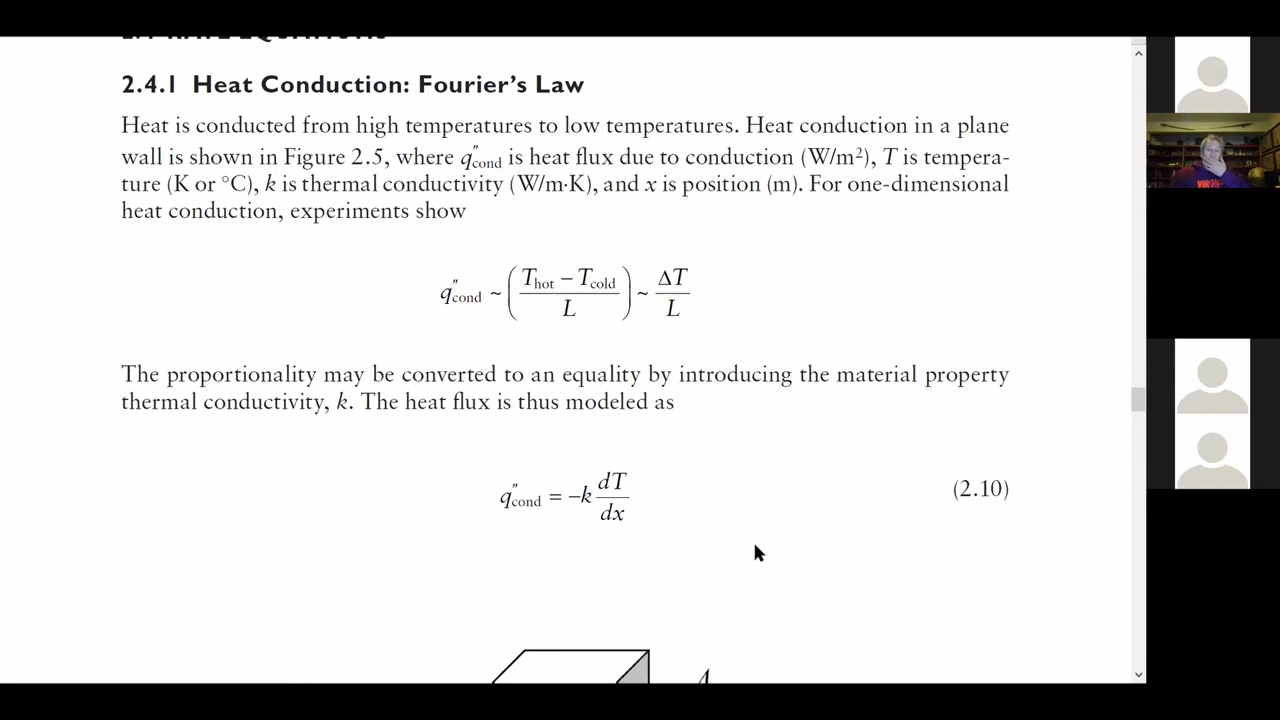 2.4.1 Heat Conduction: Fourier's Law
Heat is conducted from high temperatures to low temperatures. Heat conduction in a plane
wall is shown in Figure 2.5, where q″cond is heat flux due to conduction (W/m²), T is tempera-
ture (K or °C), k is thermal conductivity (W/m·K), and x is position (m). For one-dimensional
heat conduction, experiments show
q″cond ~ ((Thot − Tcold)/L) ~ ΔT/L
The proportionality may be converted to an equality by introducing the material property
thermal conductivity, k. The heat flux is thus modeled as
q″cond = −k dT/dx (2.10)